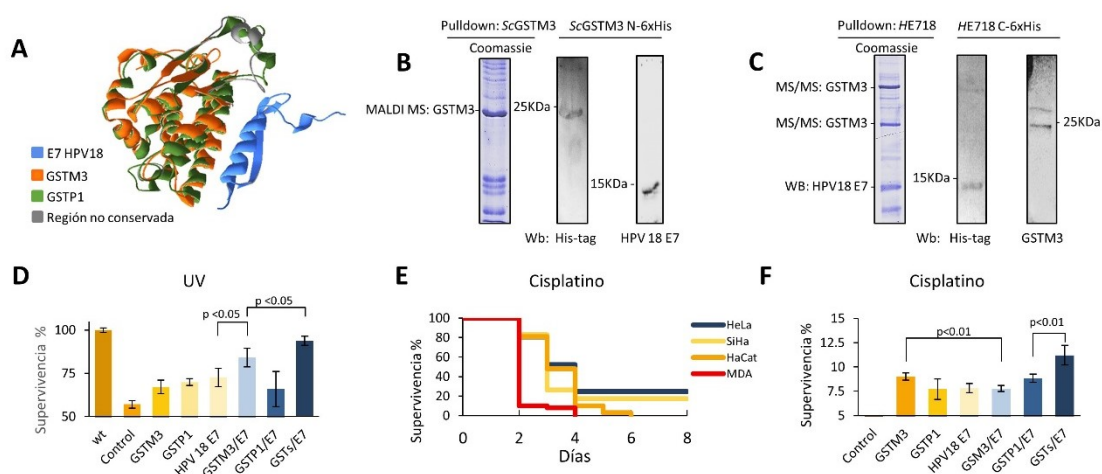 A
E7 HPV18
GSTM3
GSTP1
Región no conservada
B
Pulldown: ScGSTM3
ScGSTM3 N-6xHis
Coomassie
MALDI MS: GSTM3
25KDa
15KDa
Wb: His-tag
HPV 18 E7
C
Pulldown: HE718
HE718 C-6xHis
Coomassie
MS/MS: GSTM3
MS/MS: GSTM3
WB: HPV18 E7
15KDa
25KDa
Wb: His-tag
GSTM3
D
UV
p <0.05
p <0.05
Supervivencia %
100
75
50
wt
Control
GSTM3
GSTP1
HPV 18 E7
GSTM3/E7
GSTP1/E7
GSTs/E7
E
Cisplatino
Supervivencia %
100
80
60
40
20
0
0 2 4 6 8
Días
HeLa
SiHa
HaCat
MDA
F
Cisplatino
p<0.01
p<0.01
Supervivencia %
15
12.5
10
7.5
5
Control
GSTM3
GSTP1
HPV18 E7
GSM3/E7
GSTP1/E7
GSTs/E7